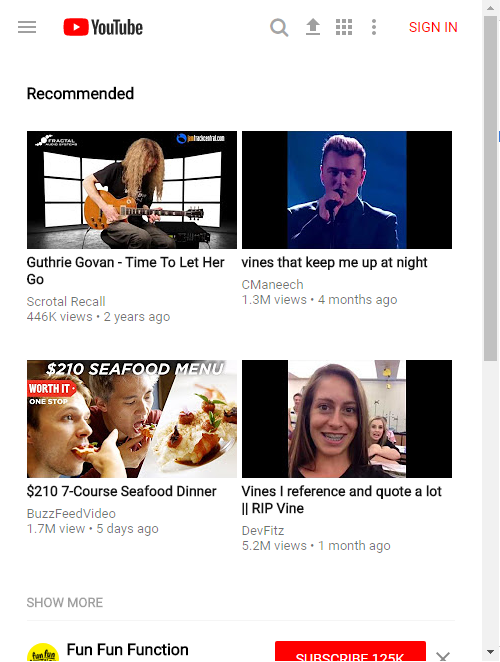 YouTube
SIGN IN
Recommended
FRACTAL
AUDIO SYSTEMS
jamtrackcentral.com
Guthrie Govan - Time To Let Her
Go
Scrotal Recall
446K views • 2 years ago
vines that keep me up at night
CManeech
1.3M views • 4 months ago
$210 SEAFOOD MENU
WORTH IT
ONE STOP
$210 7-Course Seafood Dinner
BuzzFeedVideo
1.7M view • 5 days ago
Vines I reference and quote a lot
|| RIP Vine
DevFitz
5.2M views • 1 month ago
SHOW MORE
fun fun
Fun Fun Function
SUBSCRIBE 125K